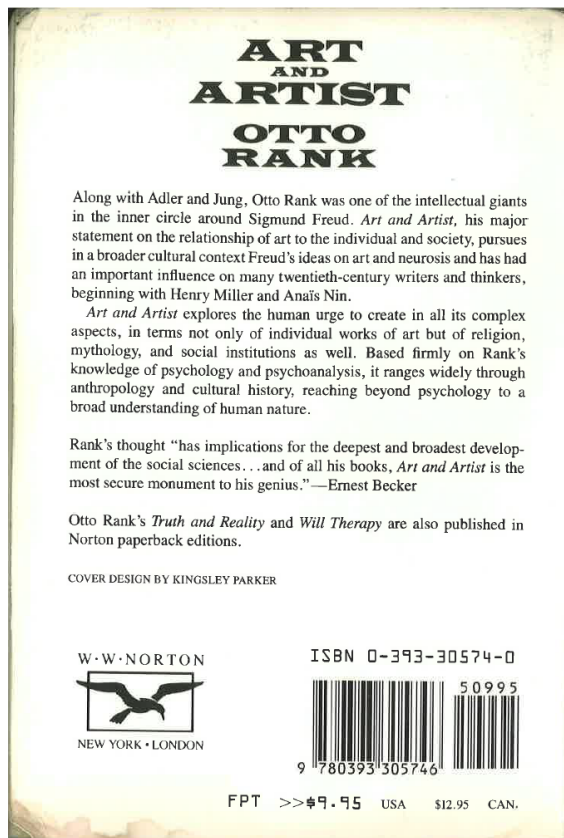 ART
AND
ARTIST
OTTO
RANK
Along with Adler and Jung, Otto Rank was one of the intellectual giants
in the inner circle around Sigmund Freud. Art and Artist, his major
statement on the relationship of art to the individual and society, pursues
in a broader cultural context Freud's ideas on art and neurosis and has had
an important influence on many twentieth-century writers and thinkers,
beginning with Henry Miller and Anaïs Nin.
Art and Artist explores the human urge to create in all its complex
aspects, in terms not only of individual works of art but of religion,
mythology, and social institutions as well. Based firmly on Rank's
knowledge of psychology and psychoanalysis, it ranges widely through
anthropology and cultural history, reaching beyond psychology to a
broad understanding of human nature.
Rank's thought "has implications for the deepest and broadest develop-
ment of the social sciences...and of all his books, Art and Artist is the
most secure monument to his genius."—Ernest Becker
Otto Rank's Truth and Reality and Will Therapy are also published in
Norton paperback editions.
COVER DESIGN BY KINGSLEY PARKER
W·W·NORTON
NEW YORK • LONDON
ISBN 0-393-30574-0
50995
9 780393 305746
FPT >>$9.95 USA $12.95 CAN.